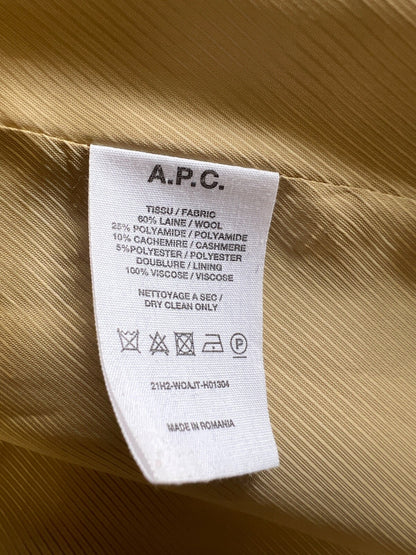 A.P.C.
TISSU / FABRIC
60% LAINE / WOOL
25% POLYAMIDE / POLYAMIDE
10% CACHEMIRE / CASHMERE
5%POLYESTER / POLYESTER
DOUBLURE / LINING
100% VISCOSE / VISCOSE
NETTOYAGE A SEC /
DRY CLEAN ONLY
P
21H2-WOAJT-H01304
MADE IN ROMANIA